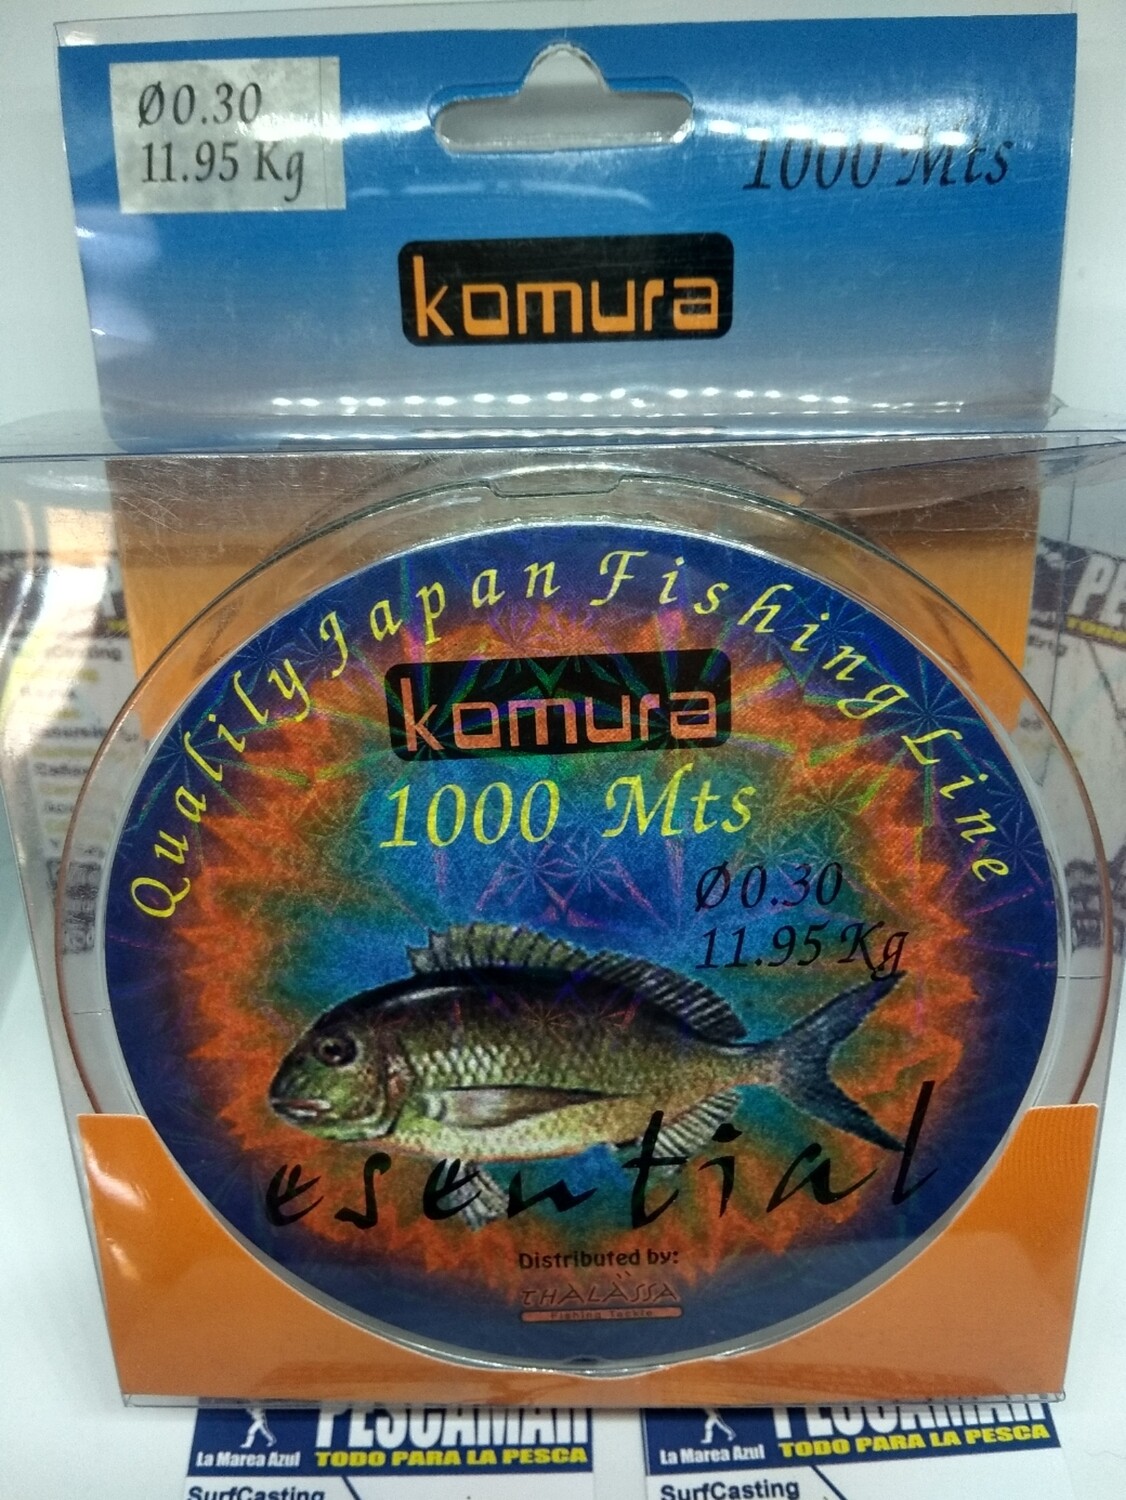 Ø0.30
11.95 Kg
1000 Mts
komura
Quality Japan Fishing Line
komura
1000 Mts
Ø0.30
11.95 Kg
esential
Distributed by:
THALASSA
Fishing Tackle
PESCAMAR
La Marea Azul
TODO PARA LA PESCA
SurfCasting
PESCAMAR
La Marea Azul
TODO PARA LA PESCA
SurfCasting